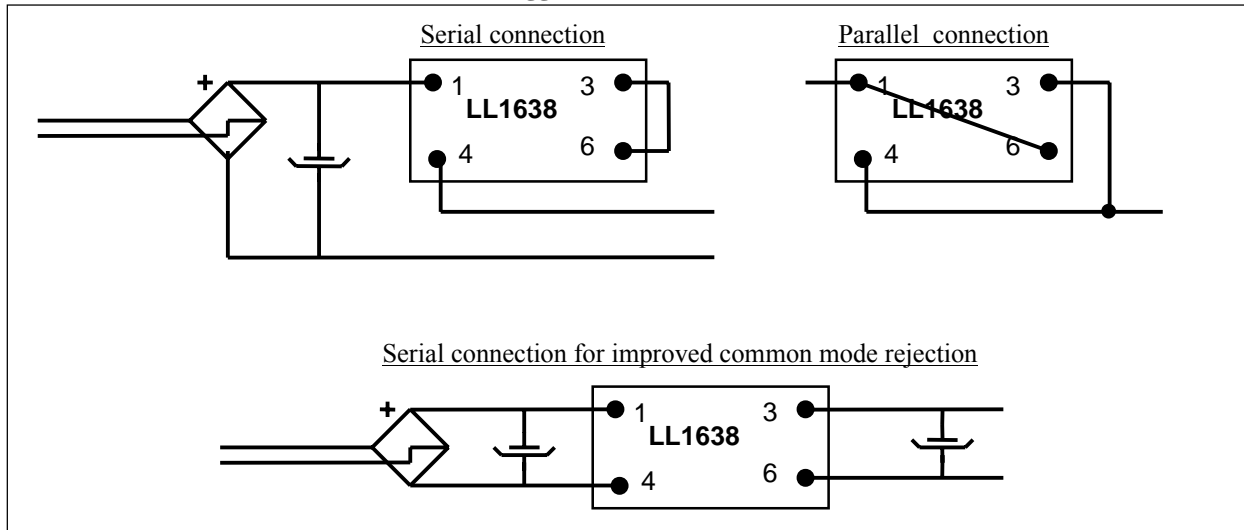 Serial connection
Parallel connection
+
1
3
LL1638
4
6
1
3
LL1638
4
6
Serial connection for improved common mode rejection
+
1
3
LL1638
4
6